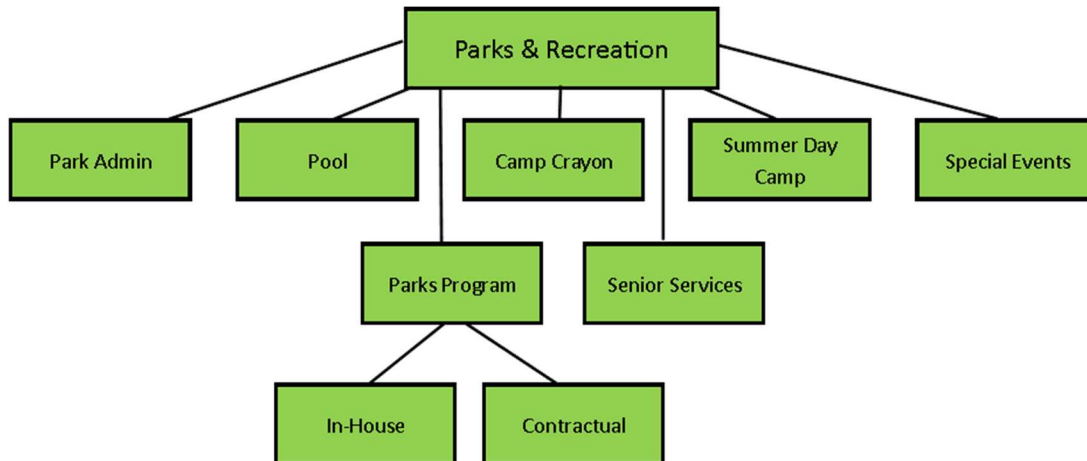 Parks & Recreation
Park Admin
Pool
Camp Crayon
Summer Day
Camp
Special Events
Parks Program
Senior Services
In-House
Contractual